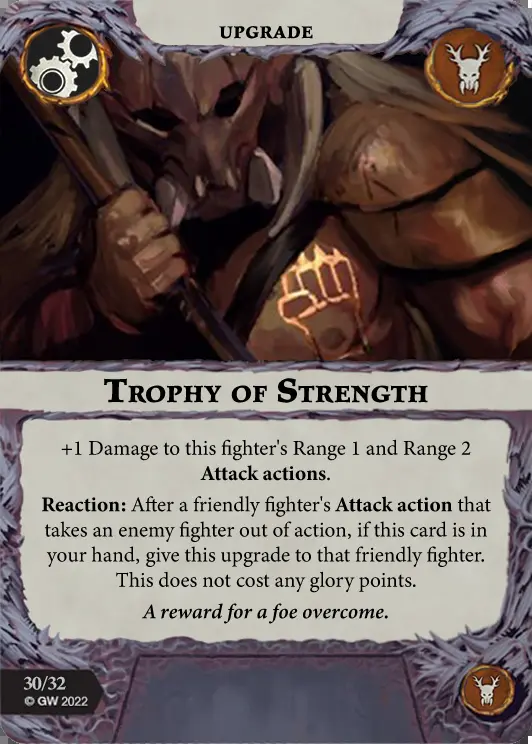 UPGRADE
TROPHY OF STRENGTH
+1 Damage to this fighter's Range 1 and Range 2
Attack actions.
Reaction: After a friendly fighter's Attack action that
takes an enemy fighter out of action, if this card is in
your hand, give this upgrade to that friendly fighter.
This does not cost any glory points.
A reward for a foe overcome.
30/32
© GW 2022